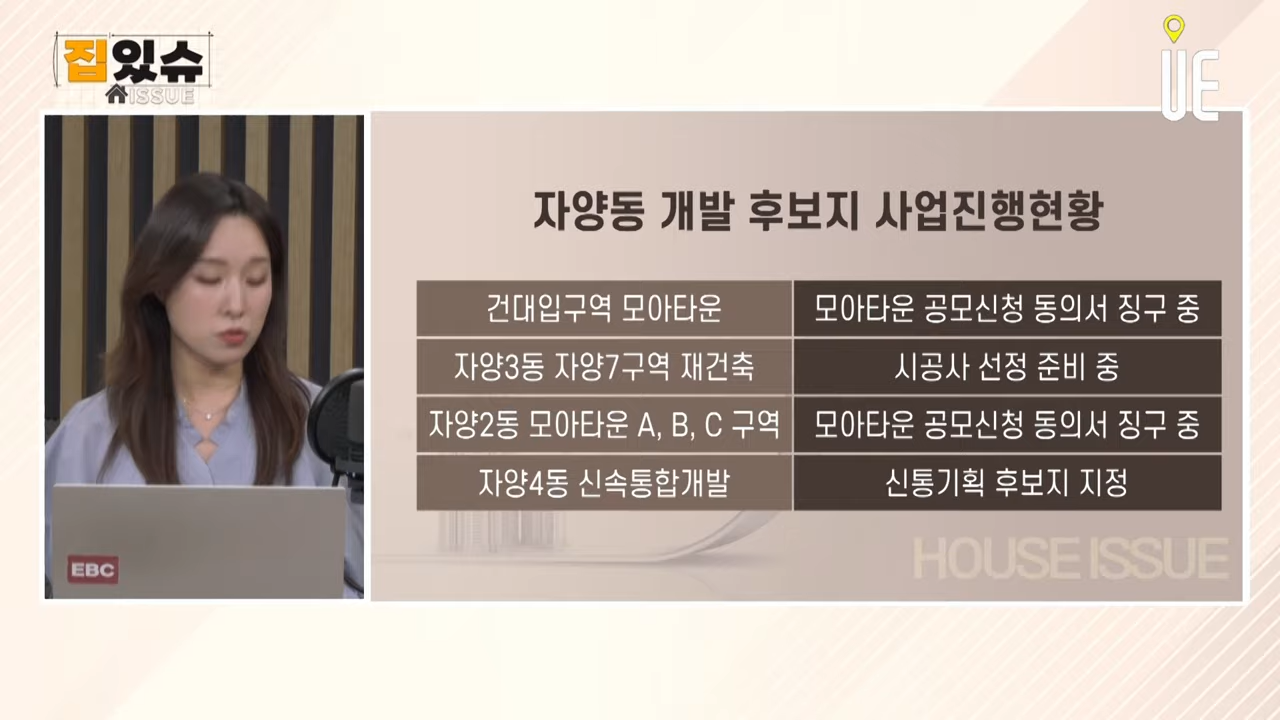 집있슈
ISSUE
UE
자양동 개발 후보지 사업진행현황
건대입구역 모아타운 모아타운 공모신청 동의서 징구 중
자양3동 자양7구역 재건축 시공사 선정 준비 중
자양2동 모아타운 A, B, C 구역 모아타운 공모신청 동의서 징구 중
자양4동 신속통합개발 신통기획 후보지 지정
EBC
HOUSE ISSUE